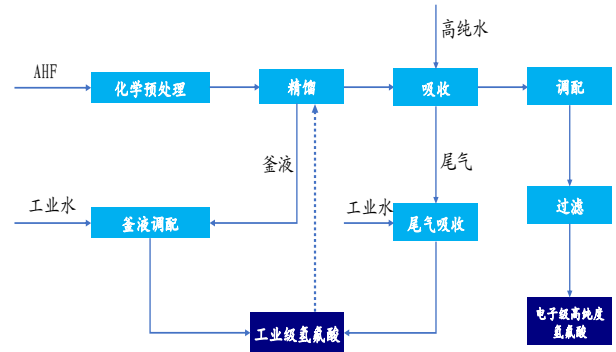 高纯水
AHF
化学预处理
精馏
吸收
调配
釜液
尾气
工业水
釜液调配
工业水
尾气吸收
过滤
工业级氢氟酸
电子级高纯度
氢氟酸